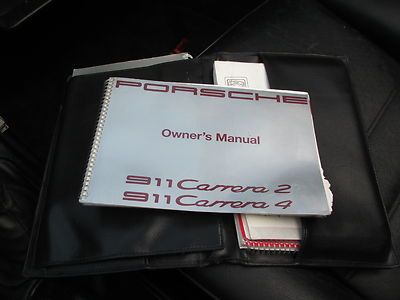 PORSCHE
Owner's Manual
911 Carrera 2
911 Carrera 4